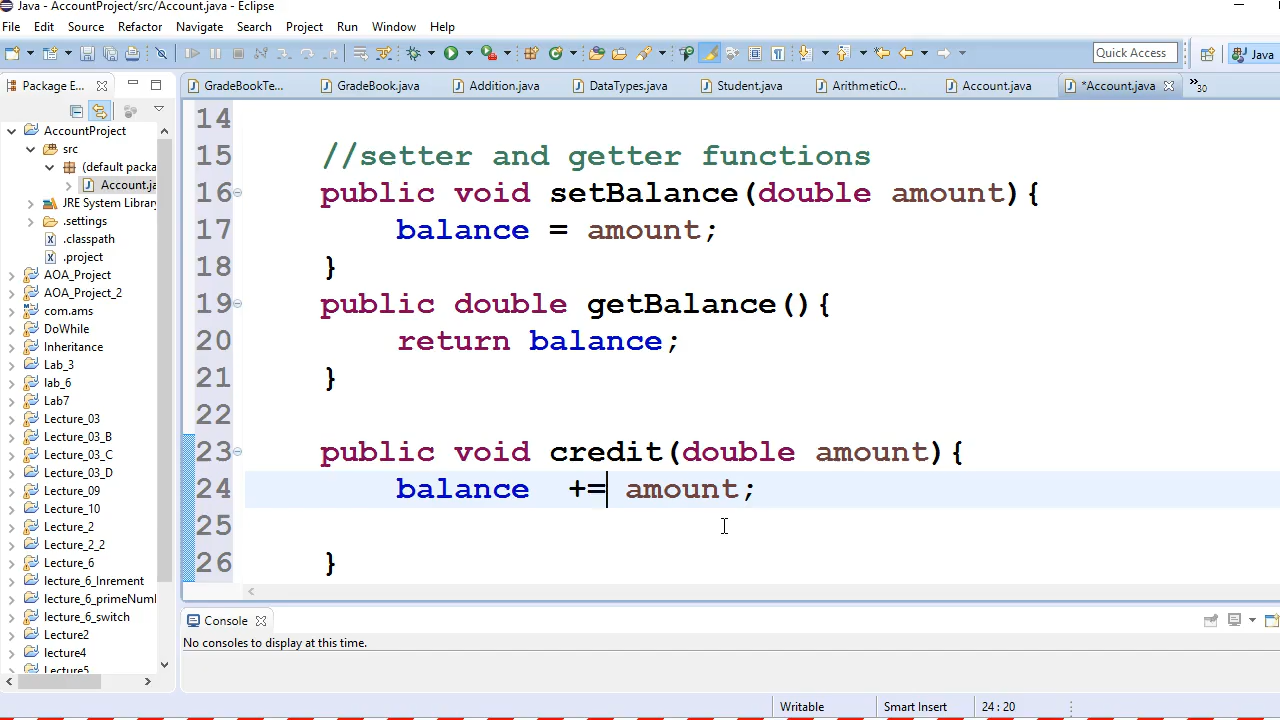 Java - AccountProject/src/Account.java - Eclipse
File Edit Source Refactor Navigate Search Project Run Window Help
Quick Access Java
Package E... GradeBookTe... GradeBook.java Addition.java DataTypes.java Student.java ArithmeticO... Account.java *Account.java »30
AccountProject
src
(default packa
Account.ja
JRE System Library
.settings
.classpath
.project
AOA_Project
AOA_Project_2
com.ams
DoWhile
Inheritance
Lab_3
lab_6
Lab7
Lecture_03
Lecture_03_B
Lecture_03_C
Lecture_03_D
Lecture_09
Lecture_10
Lecture_2
Lecture_2_2
Lecture_6
lecture_6_Inrement
lecture_6_primeNuml
lecture_6_switch
Lecture2
lecture4
Lecture5
14
15 //setter and getter functions
16 public void setBalance(double amount){
17 balance = amount;
18 }
19 public double getBalance(){
20 return balance;
21 }
22
23 public void credit(double amount){
24 balance += amount;
25
26 }
Console
No consoles to display at this time.
Writable Smart Insert 24 : 20